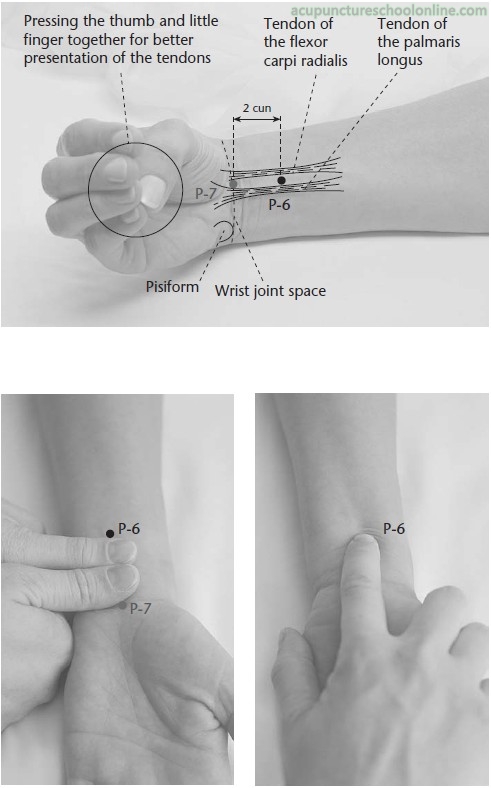 acupunctureschoolonline.com
Pressing the thumb and little
finger together for better
presentation of the tendons
Tendon of
the flexor
carpi radialis
Tendon of
the palmaris
longus
2 cun
P-7
P-6
Pisiform
Wrist joint space
P-6
P-7
P-6